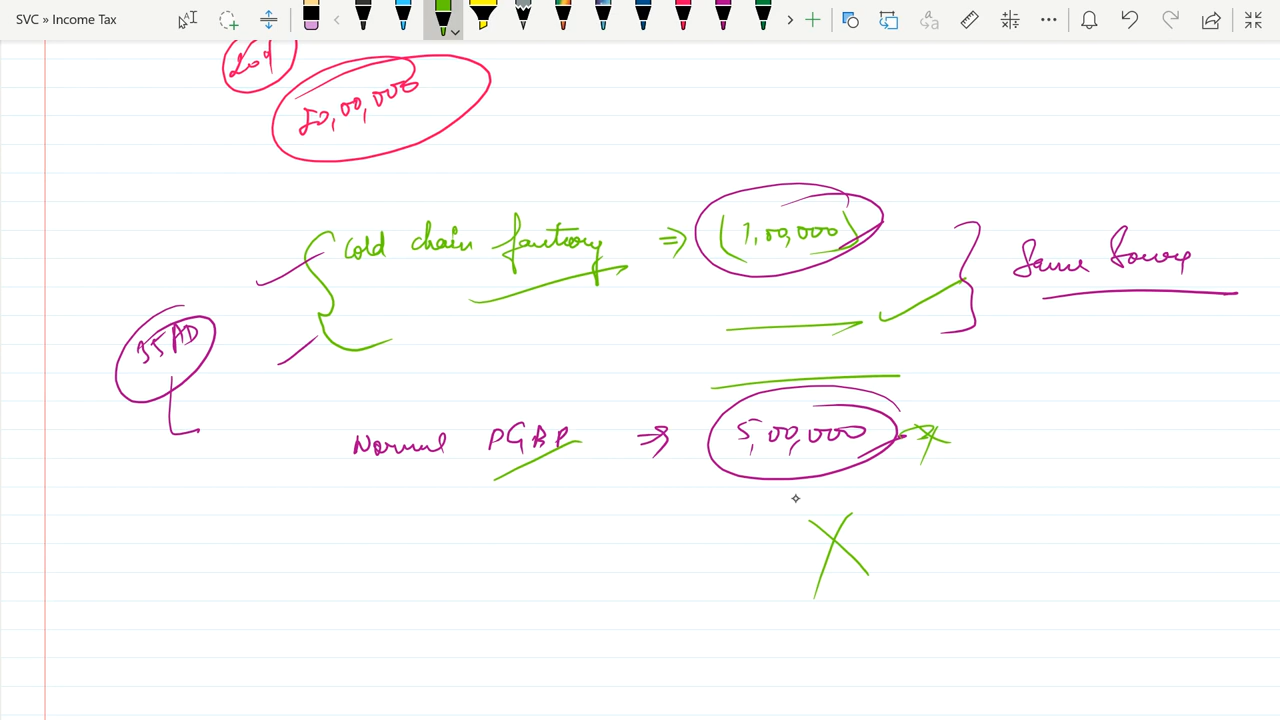 SVC » Income Tax
50,00,000
Cold chain factory ⇒ (1,00,000)
Same Source
35AD
Normal PGBP ⇒ 5,00,000